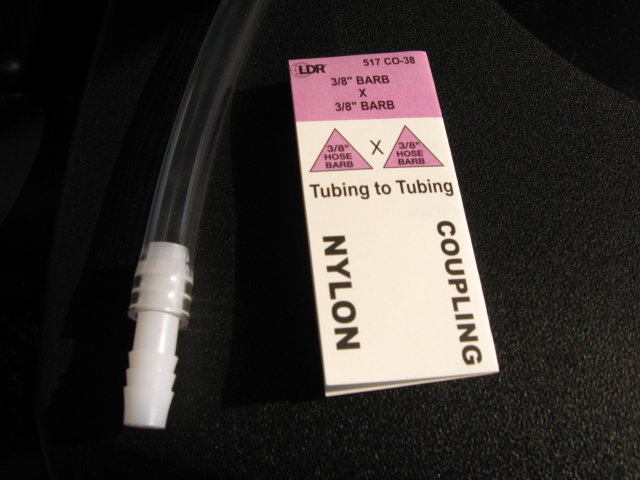 LDR 517 CO-38
3/8" BARB
X
3/8" BARB
3/8" HOSE BARB X 3/8" HOSE BARB
Tubing to Tubing
NYLON
COUPLING